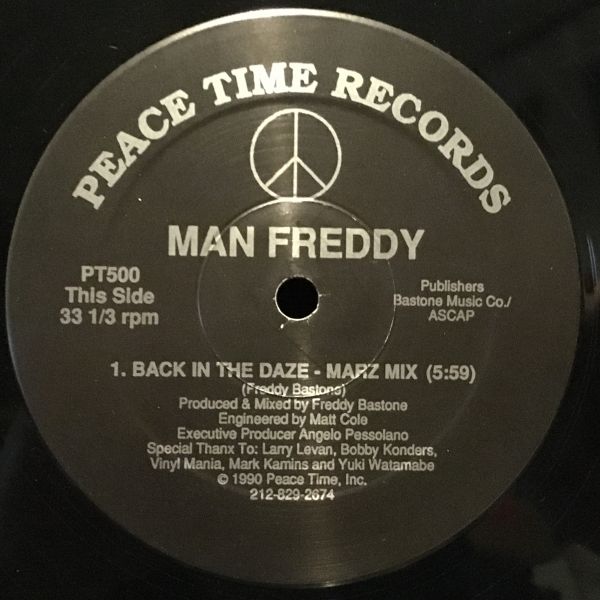 PEACE TIME RECORDS
MAN FREDDY
PT500
This Side
33 1/3 rpm
Publishers
Bastone Music Co./
ASCAP
1. BACK IN THE DAZE - MARZ MIX (5:59)
(Freddy Bastone)
Produced & Mixed by Freddy Bastone
Engineered by Matt Cole
Executive Producer Angelo Pessolano
Special Thanx To: Larry Levan, Bobby Konders,
Vinyl Mania, Mark Kamins and Yuki Watamabe
© 1990 Peace Time, Inc.
212-829-2674